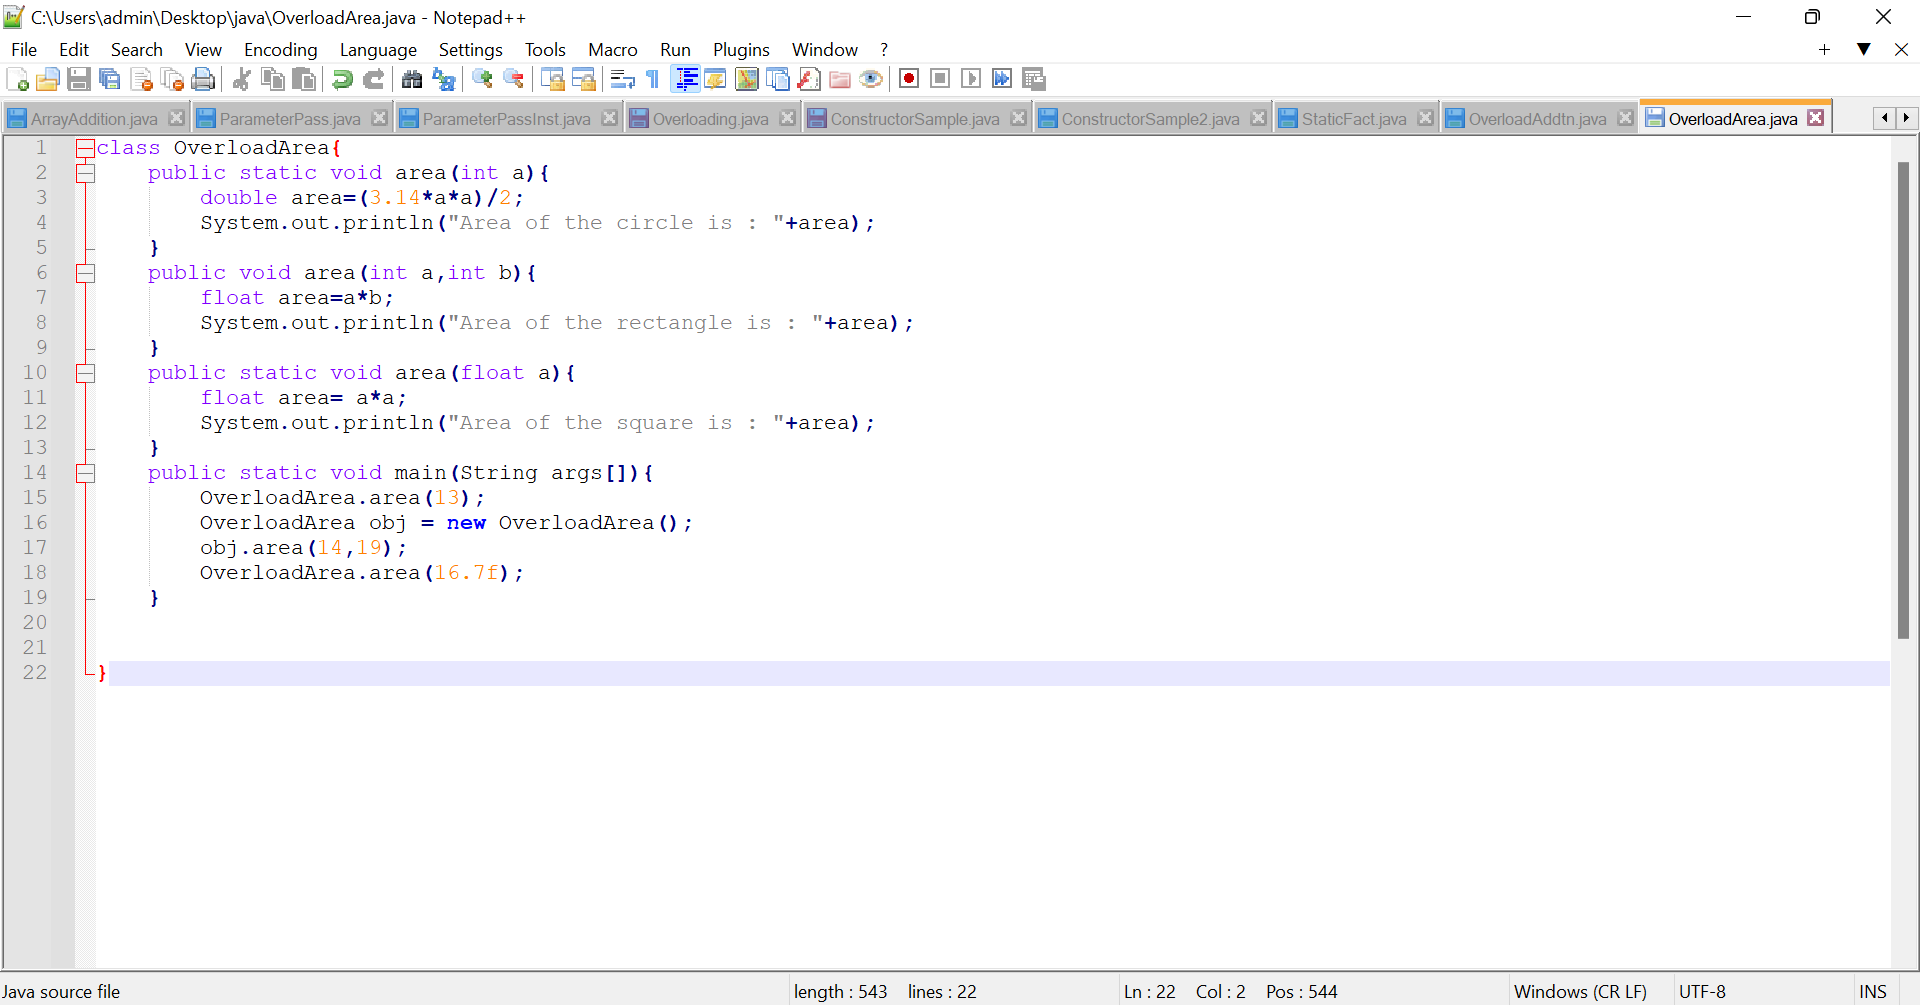 C:\Users\admin\Desktop\java\OverloadArea.java - Notepad++
File Edit Search View Encoding Language Settings Tools Macro Run Plugins Window ?
ArrayAddition.java ParameterPass.java ParameterPassInst.java Overloading.java ConstructorSample.java ConstructorSample2.java StaticFact.java OverloadAddtn.java OverloadArea.java
1 class OverloadArea{
2     public static void area(int a){
3         double area=(3.14*a*a)/2;
4         System.out.println("Area of the circle is : "+area);
5     }
6     public void area(int a,int b){
7         float area=a*b;
8         System.out.println("Area of the rectangle is : "+area);
9     }
10     public static void area(float a){
11         float area= a*a;
12         System.out.println("Area of the square is : "+area);
13     }
14     public static void main(String args[]){
15         OverloadArea.area(13);
16         OverloadArea obj = new OverloadArea();
17         obj.area(14,19);
18         OverloadArea.area(16.7f);
19     }
20
21
22 }
Java source file length : 543 lines : 22 Ln : 22 Col : 2 Pos : 544 Windows (CR LF) UTF-8 INS